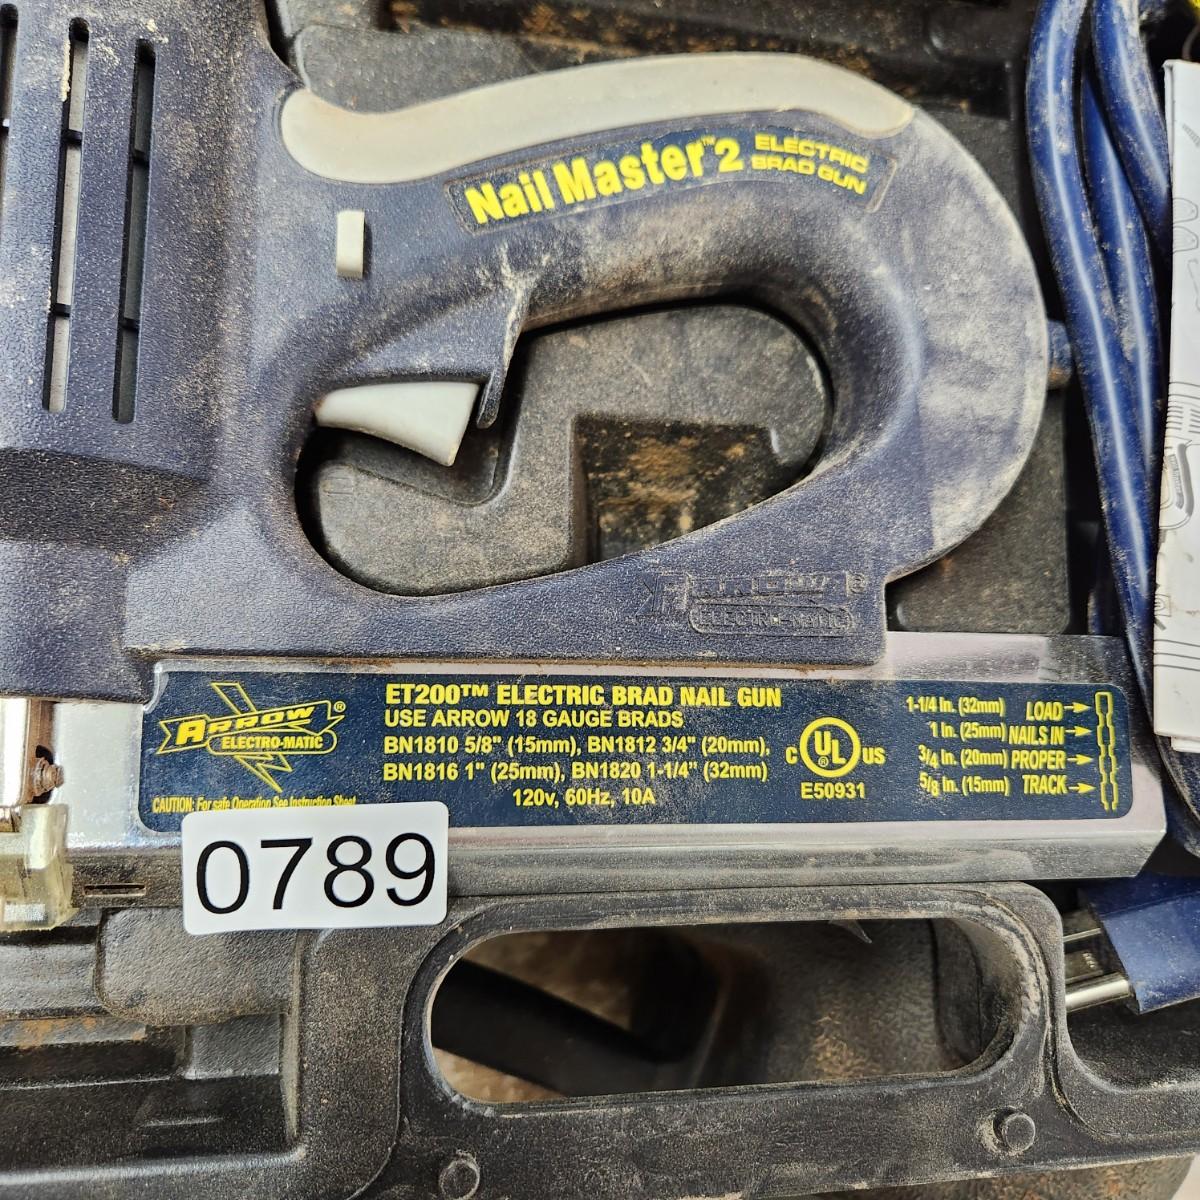 Nail Master™2 ELECTRIC
BRAD GUN
ARROW®
ELECTRO-MATIC
ARROW®
ELECTRO-MATIC
CAUTION: For safe Operation See Instruction Sheet
ET200™ ELECTRIC BRAD NAIL GUN
USE ARROW 18 GAUGE BRADS
BN1810 5/8" (15mm), BN1812 3/4" (20mm),
BN1816 1" (25mm), BN1820 1-1/4" (32mm)
120v, 60Hz, 10A
C UL® US
E50931
1-1/4 In. (32mm) LOAD
1 In. (25mm) NAILS IN
3/4 In. (20mm) PROPER
5/8 In. (15mm) TRACK
0789